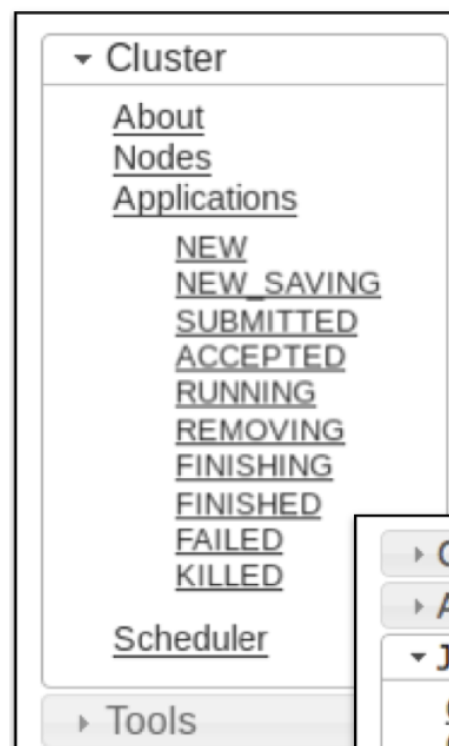 Cluster
About
Nodes
Applications
NEW
NEW_SAVING
SUBMITTED
ACCEPTED
RUNNING
REMOVING
FINISHING
FINISHED
FAILED
KILLED
Scheduler
Tools